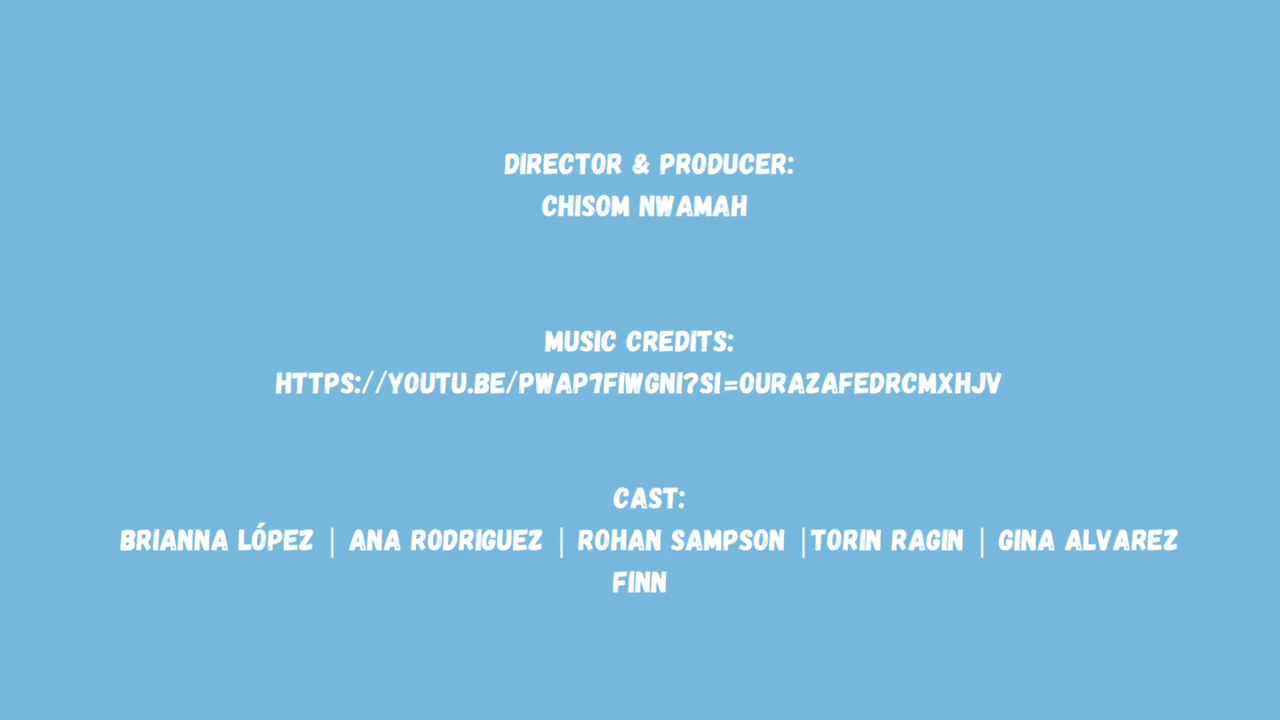 DIRECTOR & PRODUCER:
CHISOM NWAMAH
MUSIC CREDITS:
HTTPS://YOUTU.BE/PWAP7FIWGNI?SI=OURAZAFEDRCMXHJV
CAST:
BRIANNA LÓPEZ | ANA RODRIGUEZ | ROHAN SAMPSON |TORIN RAGIN | GINA ALVAREZ
FINN